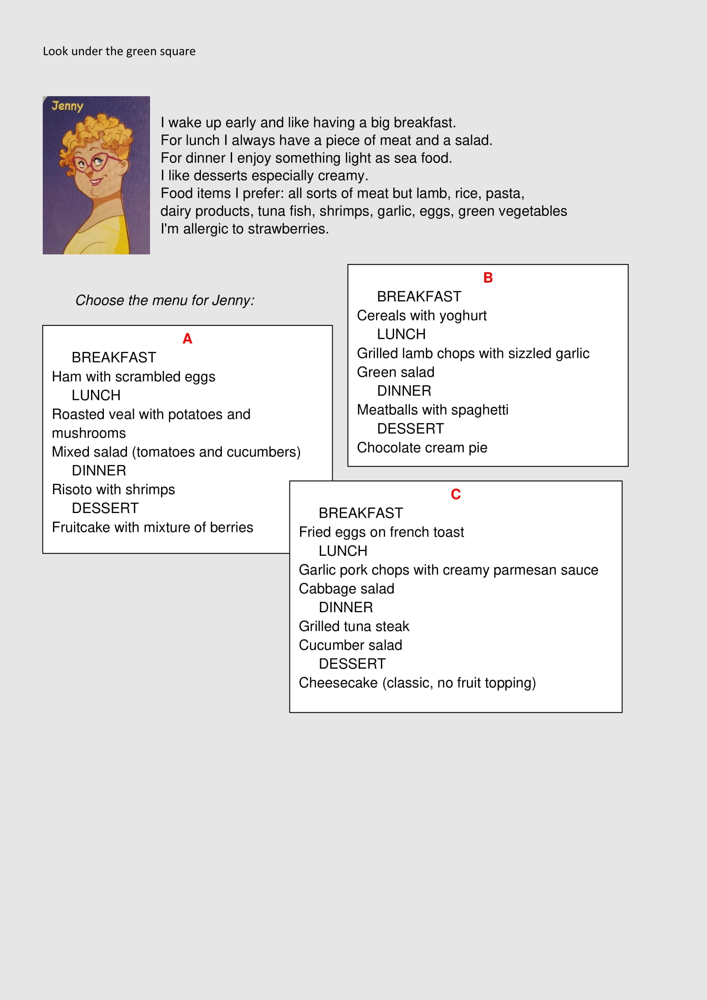 Look under the green square
Jenny
I wake up early and like having a big breakfast.
For lunch I always have a piece of meat and a salad.
For dinner I enjoy something light as sea food.
I like desserts especially creamy.
Food items I prefer: all sorts of meat but lamb, rice, pasta,
dairy products, tuna fish, shrimps, garlic, eggs, green vegetables
I'm allergic to strawberries.
Choose the menu for Jenny:
A
BREAKFAST
Ham with scrambled eggs
LUNCH
Roasted veal with potatoes and
mushrooms
Mixed salad (tomatoes and cucumbers)
DINNER
Risoto with shrimps
DESSERT
Fruitcake with mixture of berries
B
BREAKFAST
Cereals with yoghurt
LUNCH
Grilled lamb chops with sizzled garlic
Green salad
DINNER
Meatballs with spaghetti
DESSERT
Chocolate cream pie
C
BREAKFAST
Fried eggs on french toast
LUNCH
Garlic pork chops with creamy parmesan sauce
Cabbage salad
DINNER
Grilled tuna steak
Cucumber salad
DESSERT
Cheesecake (classic, no fruit topping)